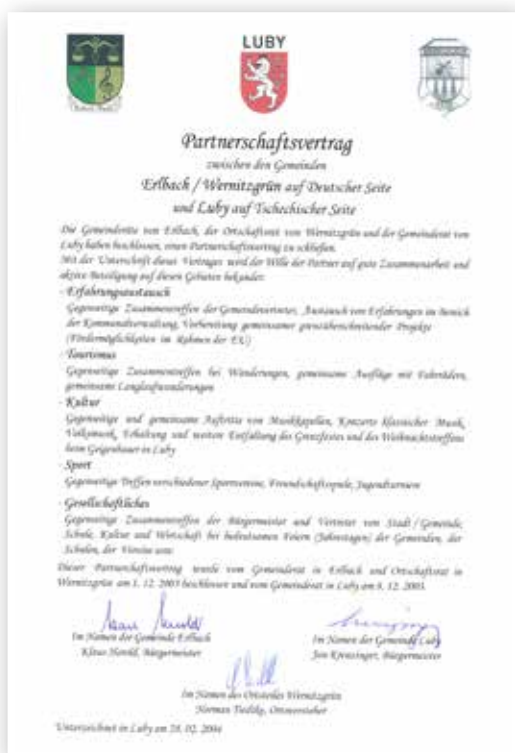 LUBY
Partnerschaftsvertrag
zwischen den Gemeinden
Erlbach / Wernitzgrün auf Deutscher Seite
und Luby auf Tschechischer Seite
Die Gemeinderäte von Erlbach, der Ortschaftsrat von Wernitzgrün und der Gemeinderat von
Luby haben beschlossen, einen Partnerschaftsvertrag zu schließen.
Mit der Unterschrift dieses Vertrages wird der Wille der Partner auf gute Zusammenarbeit und
aktive Beteiligung auf diesen Gebieten bekundet:
- Erfahrungsaustausch
Gegenseitige Zusammentreffen der Gemeindevertreter, Austausch von Erfahrungen im Bereich
der Kommunalverwaltung, Vorbereitung gemeinsamer grenzüberschreitender Projekte
(Fördermöglichkeiten im Rahmen der EU)
- Tourismus
Gegenseitige Zusammentreffen bei Wanderungen, gemeinsame Ausflüge mit Fahrrädern,
gemeinsame Langlaufwanderungen
- Kultur
Gegenseitige und gemeinsame Auftritte von Musikkapellen, Konzerte klassischer Musik,
Volksmusik, Erhaltung und weitere Entfaltung des Grenzfestes und des Weihnachtstreffens
beim Geigenbauer in Luby
- Sport
Gegenseitige Treffen verschiedener Sportvereine, Freundschaftsspiele, Jugendturniere
- Gesellschaftliches
Gegenseitige Zusammentreffen der Bürgermeister und Vertreter von Stadt / Gemeinde,
Schule, Kultur und Wirtschaft bei bedeutsamen Feiern (Jahrestagen) der Gemeinden, der
Schulen, der Vereine usw.
Dieser Partnerschaftsvertrag wurde vom Gemeinderat in Erlbach und Ortschaftsrat in
Wernitzgrün am 1. 12. 2003 beschlossen und vom Gemeinderat in Luby am 8. 12. 2003.
Im Namen der Gemeinde Erlbach
Klaus Herold, Bürgermeister
Im Namen der Gemeinde Luby
Jan Bürgermeister
Im Namen des Ortsteiles Wernitzgrün
Norman Ortsvorsteher
Unterzeichnet in Luby am 28. 02. 2004